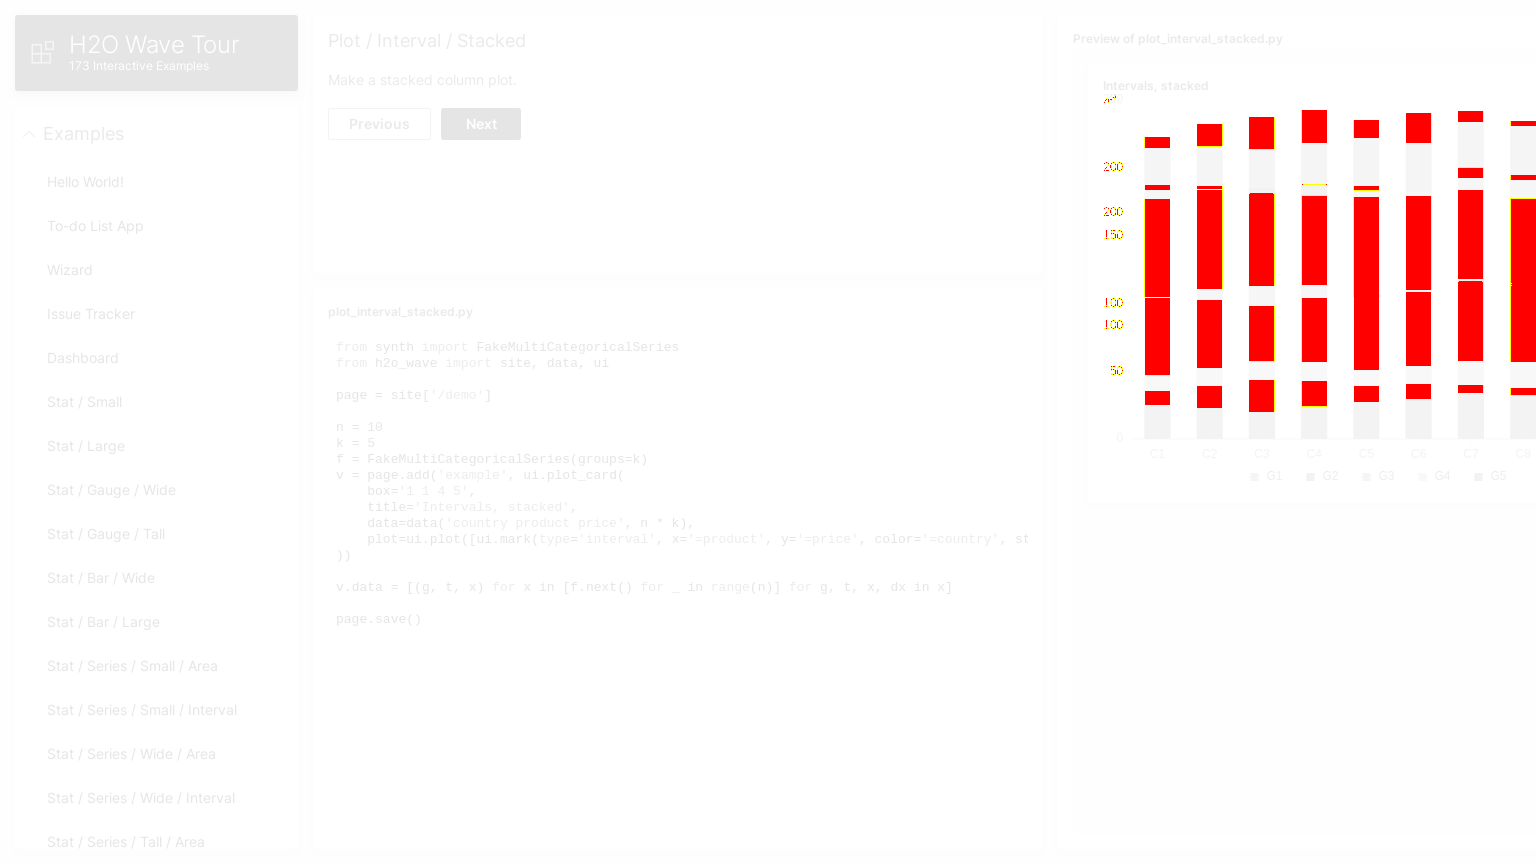 H2O Wave Tour
173 Interactive Examples
Examples
Hello World!
To-do List App
Wizard
Issue Tracker
Dashboard
Stat / Small
Stat / Large
Stat / Gauge / Wide
Stat / Gauge / Tall
Stat / Bar / Wide
Stat / Bar / Large
Stat / Series / Small / Area
Stat / Series / Small / Interval
Stat / Series / Wide / Area
Stat / Series / Wide / Interval
Stat / Series / Tall / Area
Plot / Interval / Stacked
Make a stacked column plot.
Previous
Next
plot_interval_stacked.py
from synth import FakeMultiCategoricalSeries
from h2o_wave import site, data, ui
page = site['/demo']
n = 10
k = 5
f = FakeMultiCategoricalSeries(groups=k)
v = page.add('example', ui.plot_card(
box='1 1 4 5',
title='Intervals, stacked',
data=data('country product price', n * k),
plot=ui.plot([ui.mark(type='interval', x='=product', y='=price', color='=country', st
))
v.data = [(g, t, x) for x in [f.next() for _ in range(n)] for g, t, x, dx in x]
page.save()
Preview of plot_interval_stacked.py
Intervals, stacked
200
200
150
100
100
50
0
C1 C2 C3 C4 C5 C6 C7 C8
G1 G2 G3 G4 G5